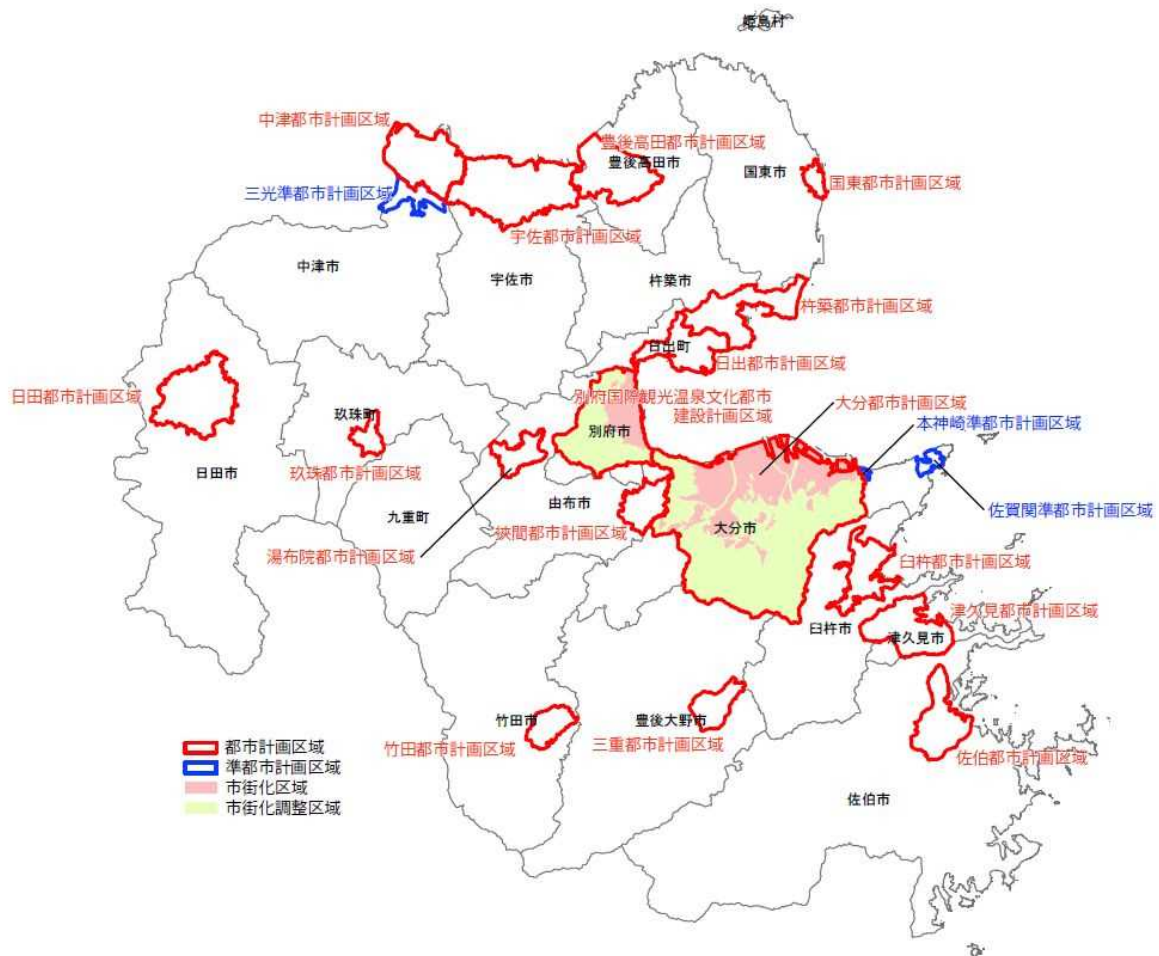 姫島村
中津都市計画区域
豊後高田都市計画区域
豊後高田市
国東市
国東都市計画区域
三光準都市計画区域
宇佐都市計画区域
中津市
宇佐市
杵築市
杵築都市計画区域
日出町
日出都市計画区域
日田都市計画区域
別府国際観光温泉文化都市
建設計画区域
大分都市計画区域
玖珠町
別府市
本神崎準都市計画区域
日田市
玖珠都市計画区域
由布市
佐賀関準都市計画区域
九重町
挾間都市計画区域
大分市
湯布院都市計画区域
臼杵都市計画区域
津久見都市計画区域
臼杵市
津久見市
竹田市
豊後大野市
竹田都市計画区域
三重都市計画区域
佐伯都市計画区域
都市計画区域
準都市計画区域
市街化区域
市街化調整区域
佐伯市